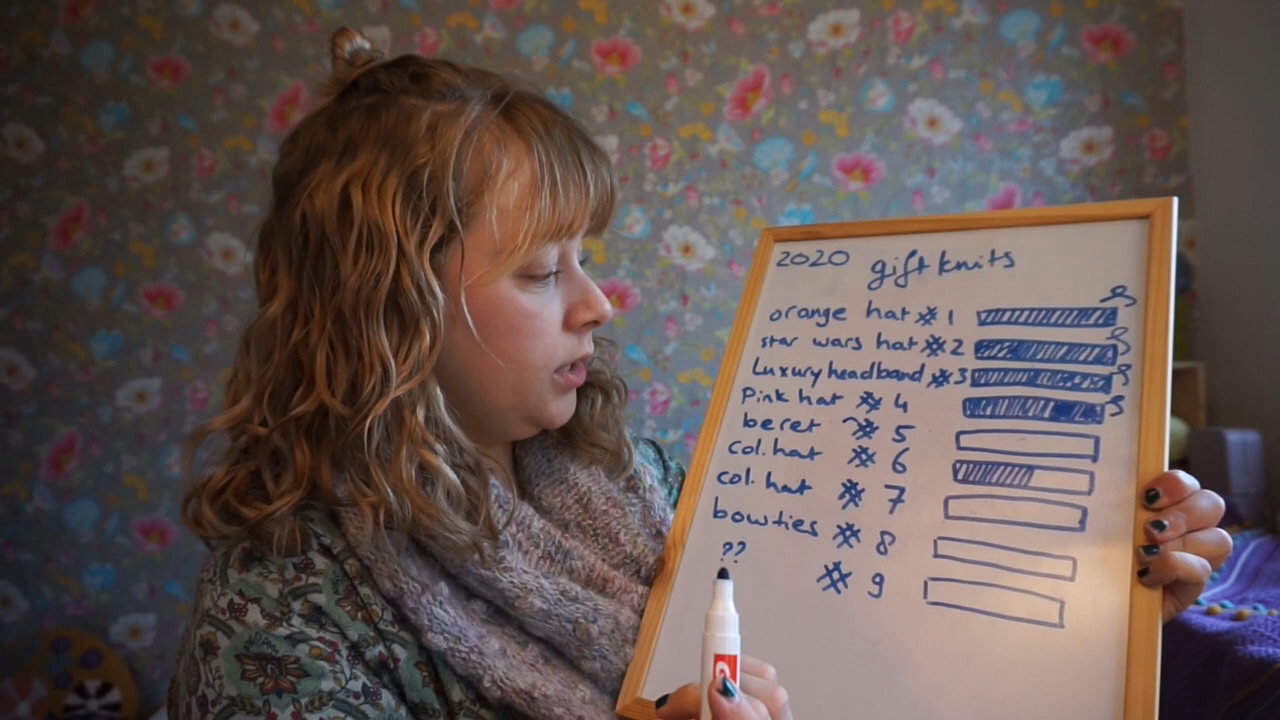 2020 gift knits
orange hat # 1
star wars hat # 2
Luxury headband # 3
Pink hat # 4
beret # 5
col. hat # 6
col. hat # 7
bowties # 8
?? # 9